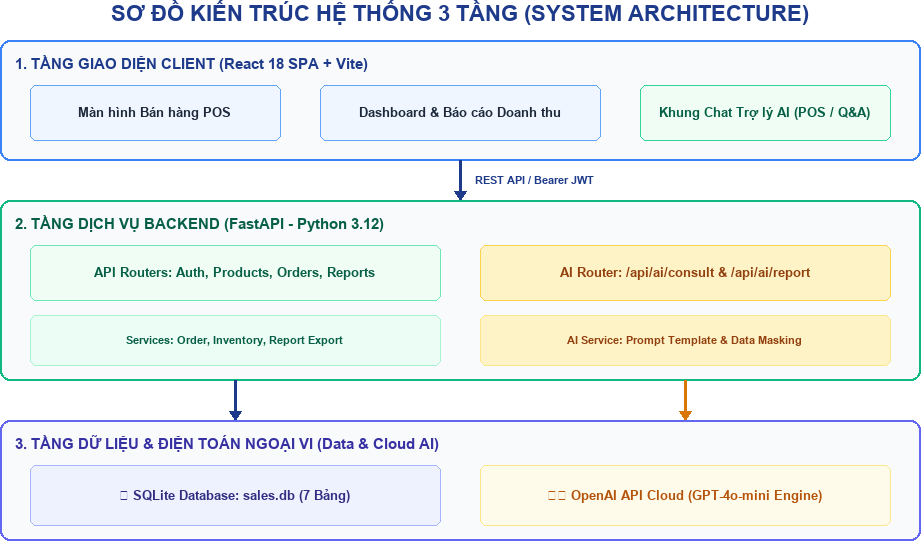 SƠ ĐỒ KIẾN TRÚC HỆ THỐNG 3 TẦNG (SYSTEM ARCHITECTURE)
1. TẦNG GIAO DIỆN CLIENT (React 18 SPA + Vite)
Màn hình Bán hàng POS
Dashboard & Báo cáo Doanh thu
Khung Chat Trợ lý AI (POS / Q&A)
REST API / Bearer JWT
2. TẦNG DỊCH VỤ BACKEND (FastAPI - Python 3.12)
API Routers: Auth, Products, Orders, Reports
AI Router: /api/ai/consult & /api/ai/report
Services: Order, Inventory, Report Export
AI Service: Prompt Template & Data Masking
3. TẦNG DỮ LIỆU & ĐIỆN TOÁN NGOẠI VI (Data & Cloud AI)
SQLite Database: sales.db (7 Bảng)
OpenAI API Cloud (GPT-4o-mini Engine)